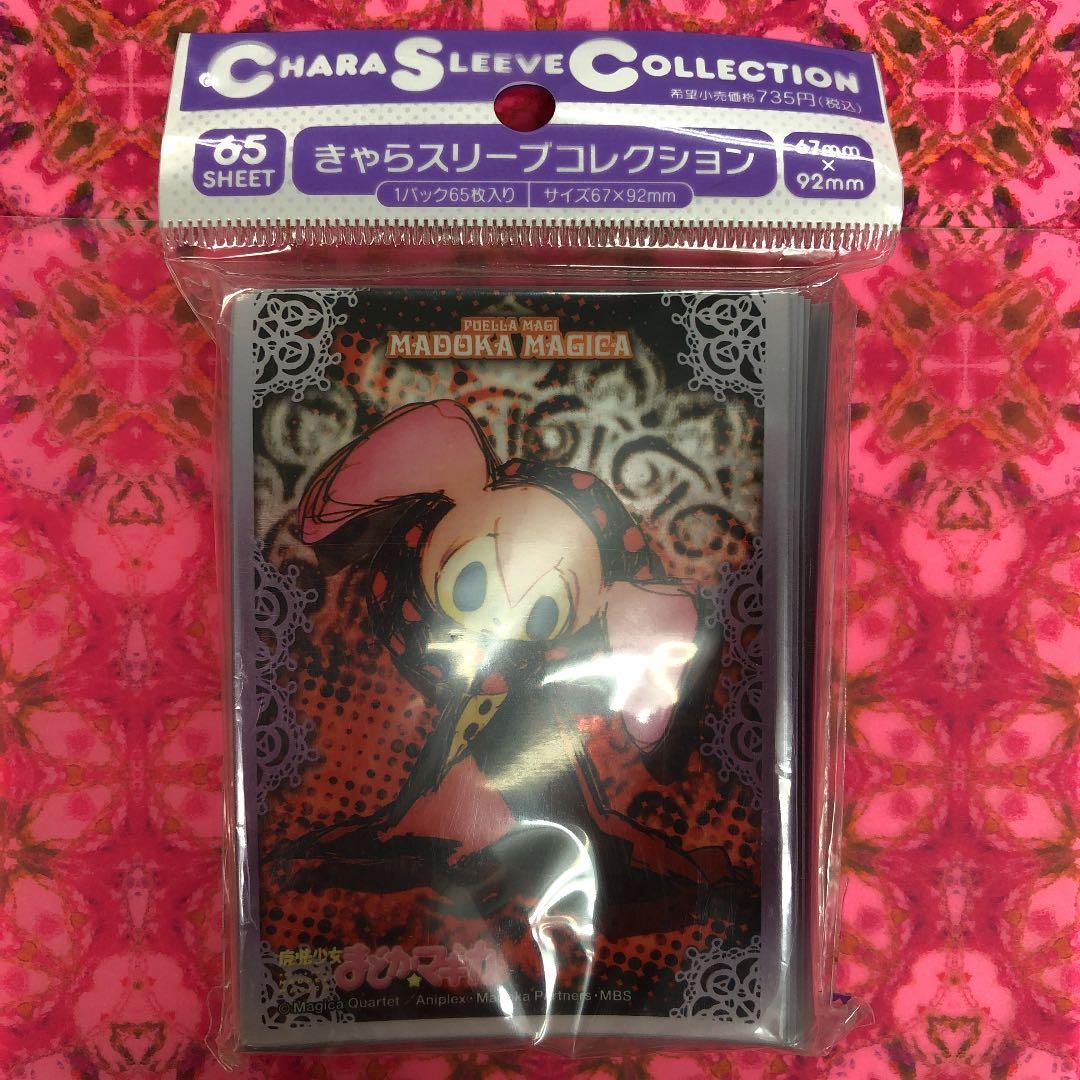 CHARA SLEEVE COLLECTION
希望小売価格735円(税込)
65
SHEET
きゃらスリーブコレクション
1パック65枚入り サイズ67×92mm
67mm
×
92mm
PUELLA MAGI
MADOKA MAGICA
魔法少女
まどか☆マギカ
©Magica Quartet／Aniplex・Madoka Partners・MBS